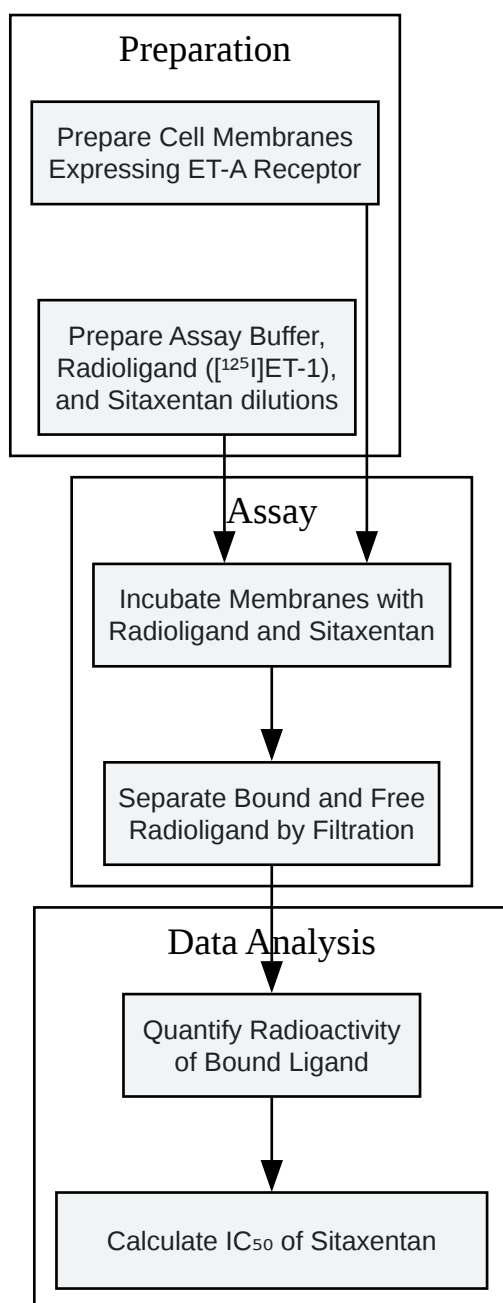 Preparation
Prepare Cell Membranes
Expressing ET-A Receptor
Prepare Assay Buffer,
Radioligand ([¹²⁵I]ET-1),
and Sitaxentan dilutions
Assay
Incubate Membranes with
Radioligand and Sitaxentan
Separate Bound and Free
Radioligand by Filtration
Data Analysis
Quantify Radioactivity
of Bound Ligand
Calculate IC₅₀ of Sitaxentan